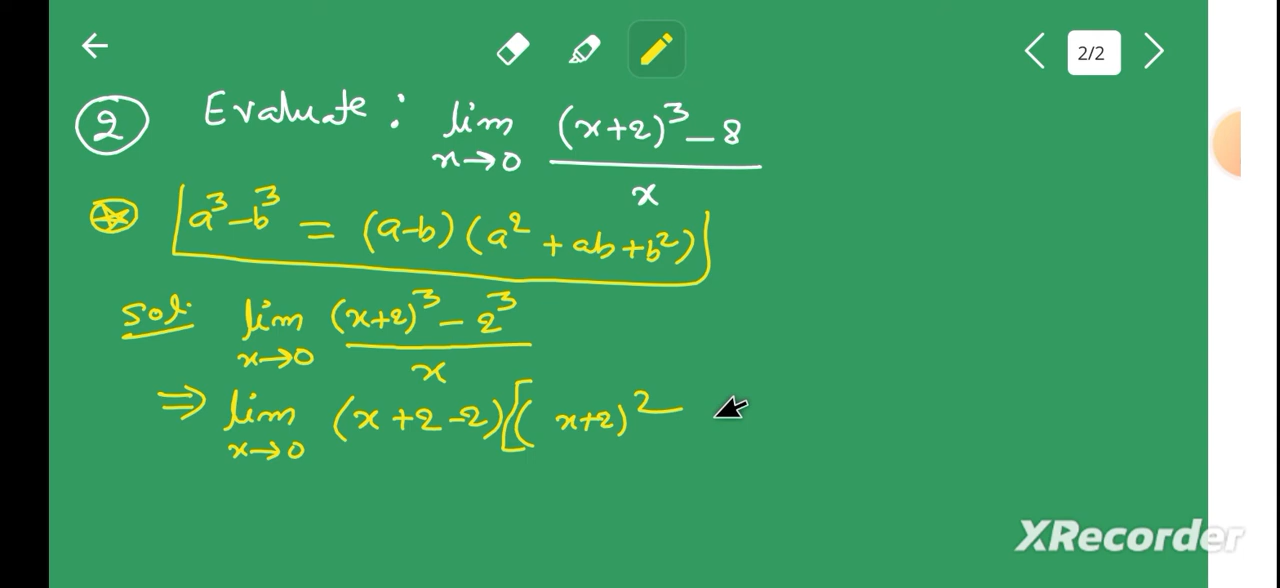 2/2
② Evaluate : lim x→0 ((x+2)³ - 8)/x
[a³-b³ = (a-b)(a² + ab + b²)]
Sol. lim x→0 ((x+2)³ - 2³)/x
⇒ lim x→0 (x+2-2)[(x+2)²
XRecorder